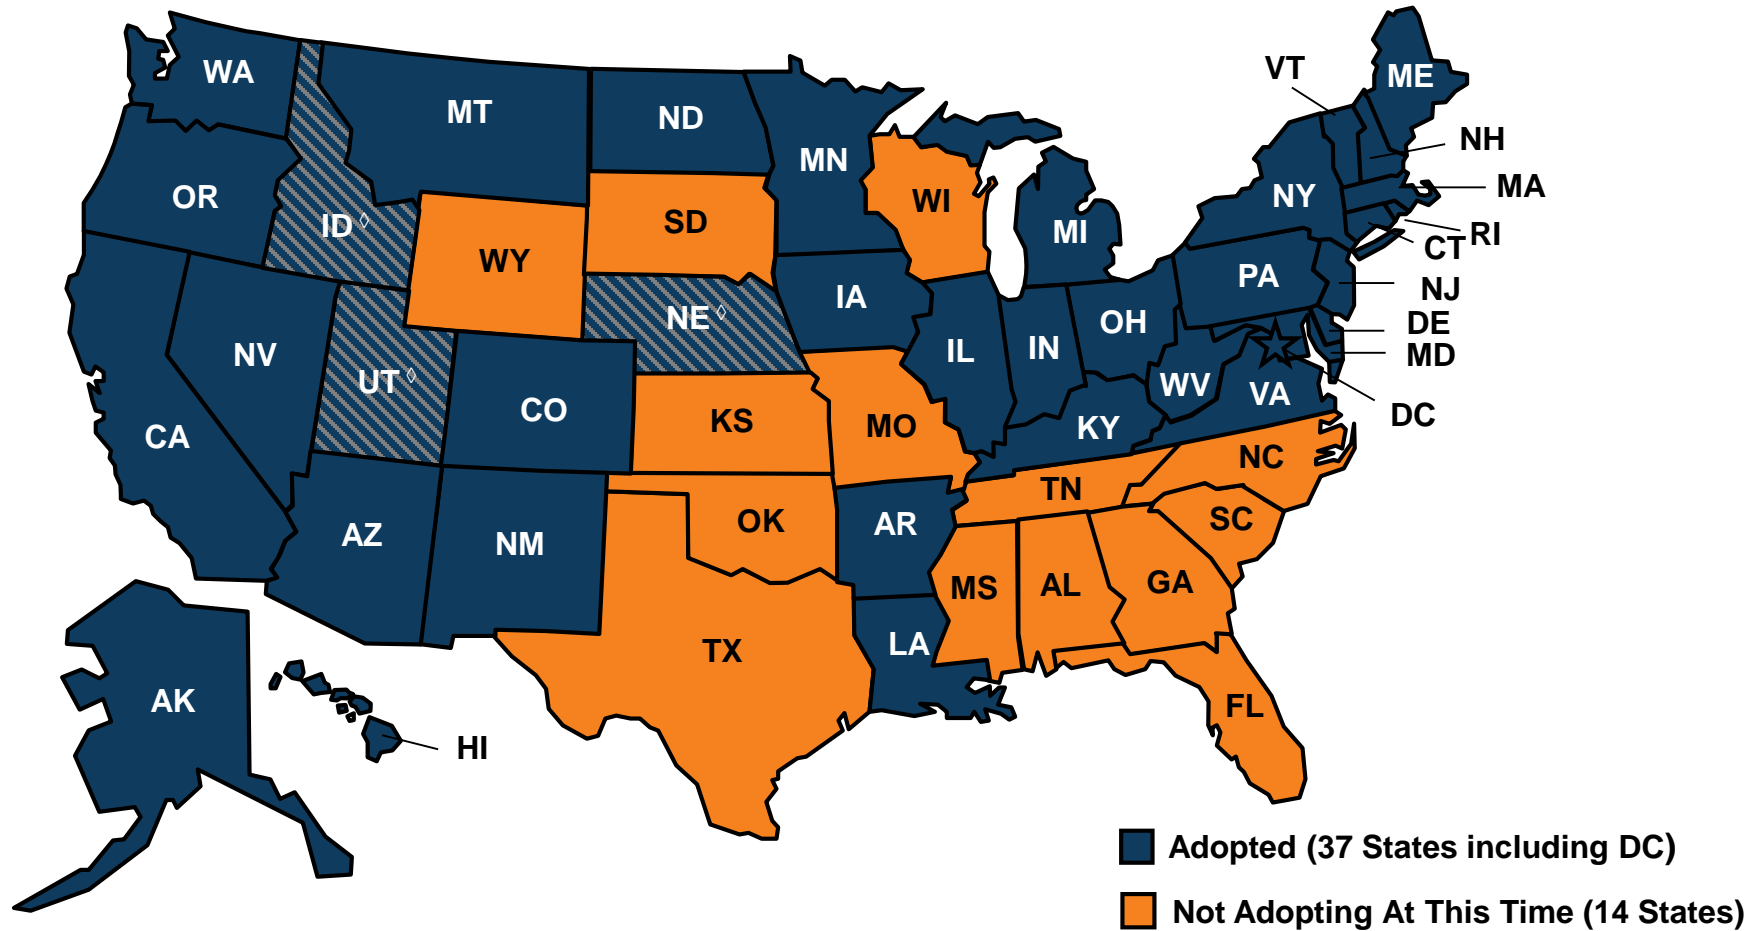 VT
ME
WA
MT
ND
MN
NH
OR
WI
NY
MA
ID◊
SD
MI
RI
CT
WY
PA
NJ
IA
NE◊
OH
DE
NV
IL
IN
MD
UT◊
WV
VA
CO
DC
CA
KS
MO
KY
NC
TN
OK
AR
SC
AZ
NM
MS
AL
GA
LA
TX
AK
FL
HI
Adopted (37 States including DC)
Not Adopting At This Time (14 States)